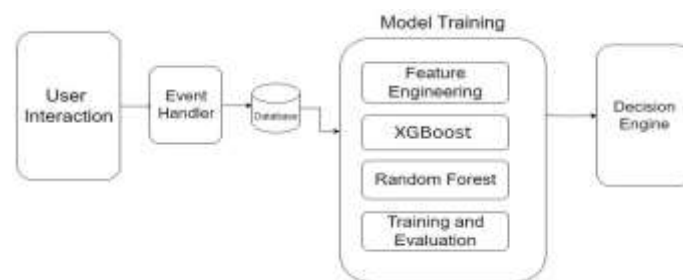 Model Training
User
Interaction
Event
Handler
Database
Feature
Engineering
XGBoost
Random Forest
Training and
Evaluation
Decision
Engine